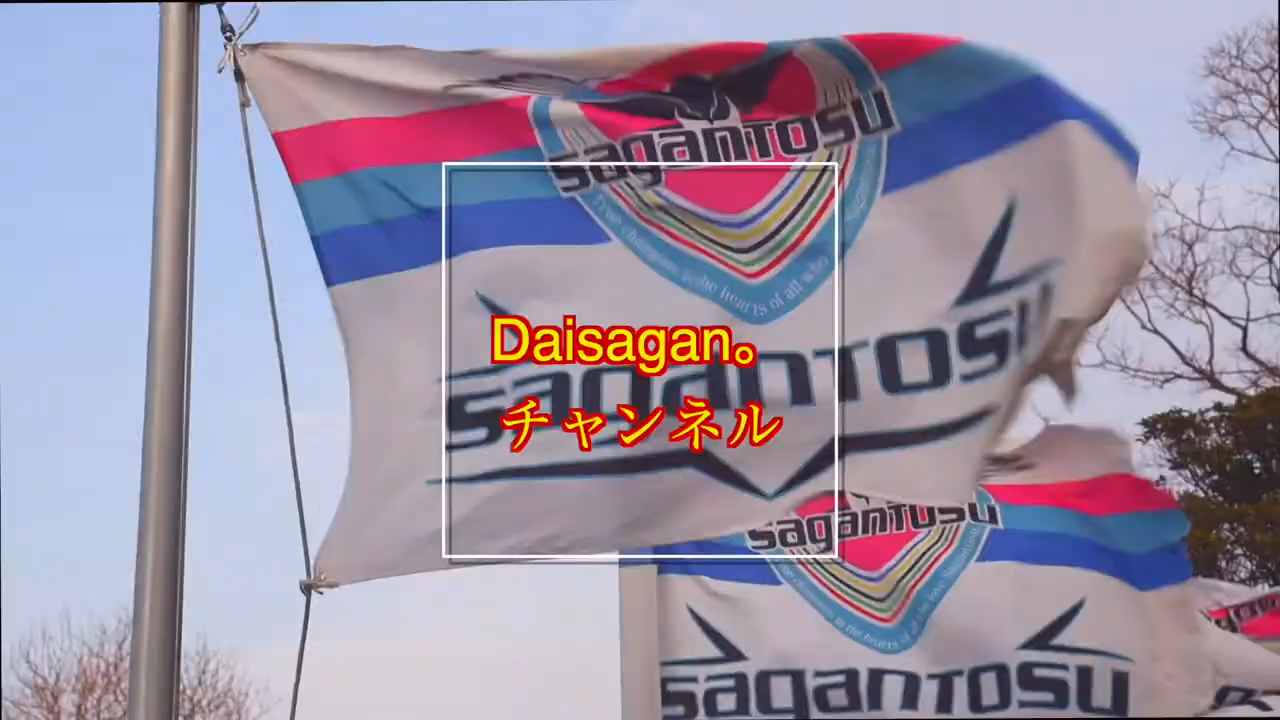 sagantosu
Daisagan。
チャンネル
sagantosu
sagantosu
sagantosu